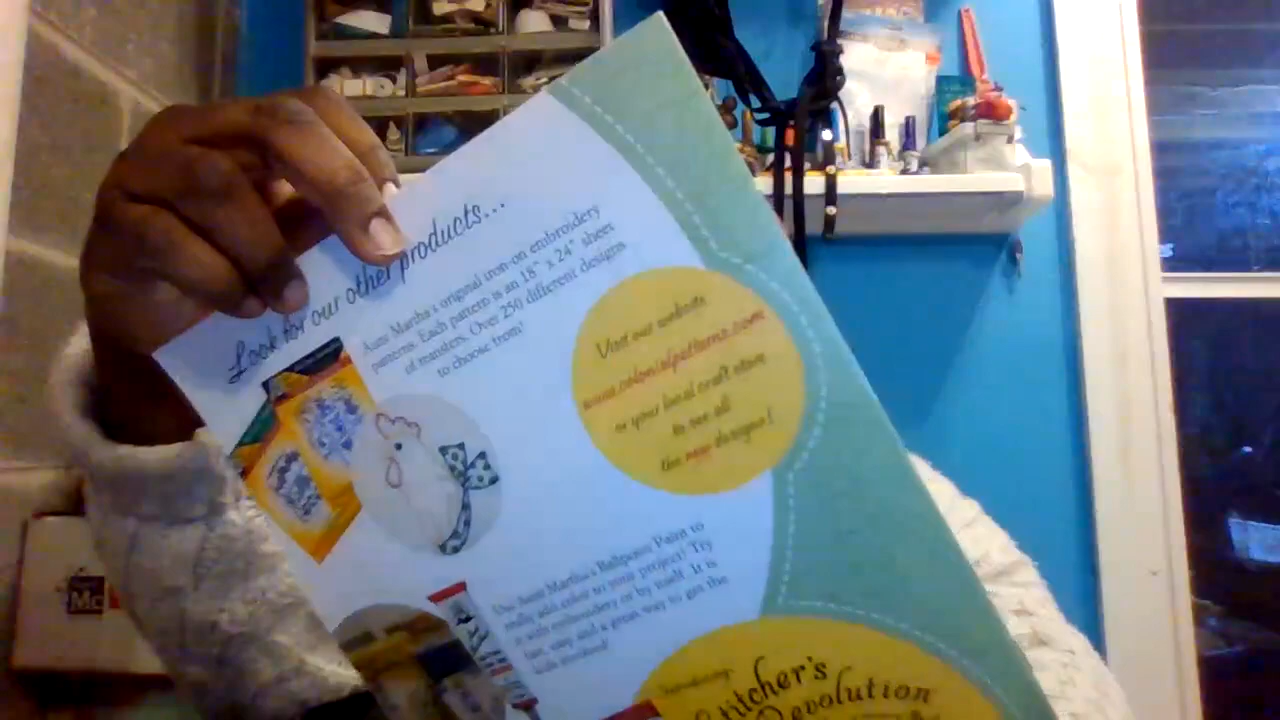 Look for our other products...
Aunt Martha's original iron-on embroidery
patterns. Each pattern is an 18" x 24" sheet
of transfers. Over 250 different designs
to choose from!
Visit our website
www.colonialpatterns.com
or your local craft store
to see all
the new designs!
Use Aunt Martha's Ballpoint Paint to
really add color to your project! Try
it with embroidery or by itself. It is
fast, easy and a great way to get the
kids involved!
Introducing
Stitcher's
Revolution
Mc